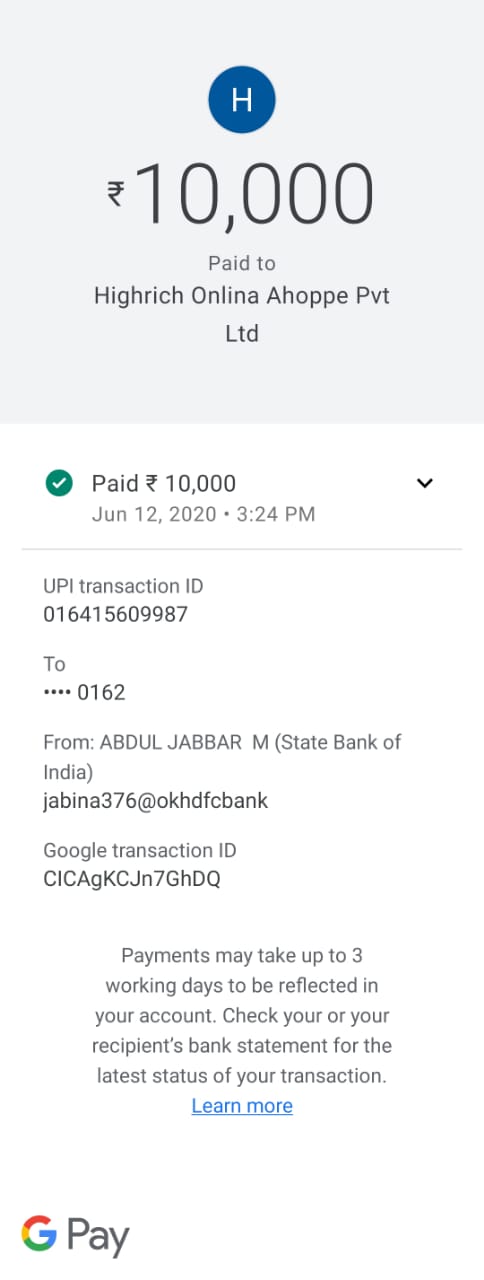 H
₹10,000
Paid to
Highrich Onlina Ahoppe Pvt
Ltd
Paid ₹ 10,000
Jun 12, 2020 • 3:24 PM
UPI transaction ID
016415609987
To
•••• 0162
From: ABDUL JABBAR  M (State Bank of
India)
jabina376@okhdfcbank
Google transaction ID
CICAgKCJn7GhDQ
Payments may take up to 3
working days to be reflected in
your account. Check your or your
recipient's bank statement for the
latest status of your transaction.
Learn more
G Pay